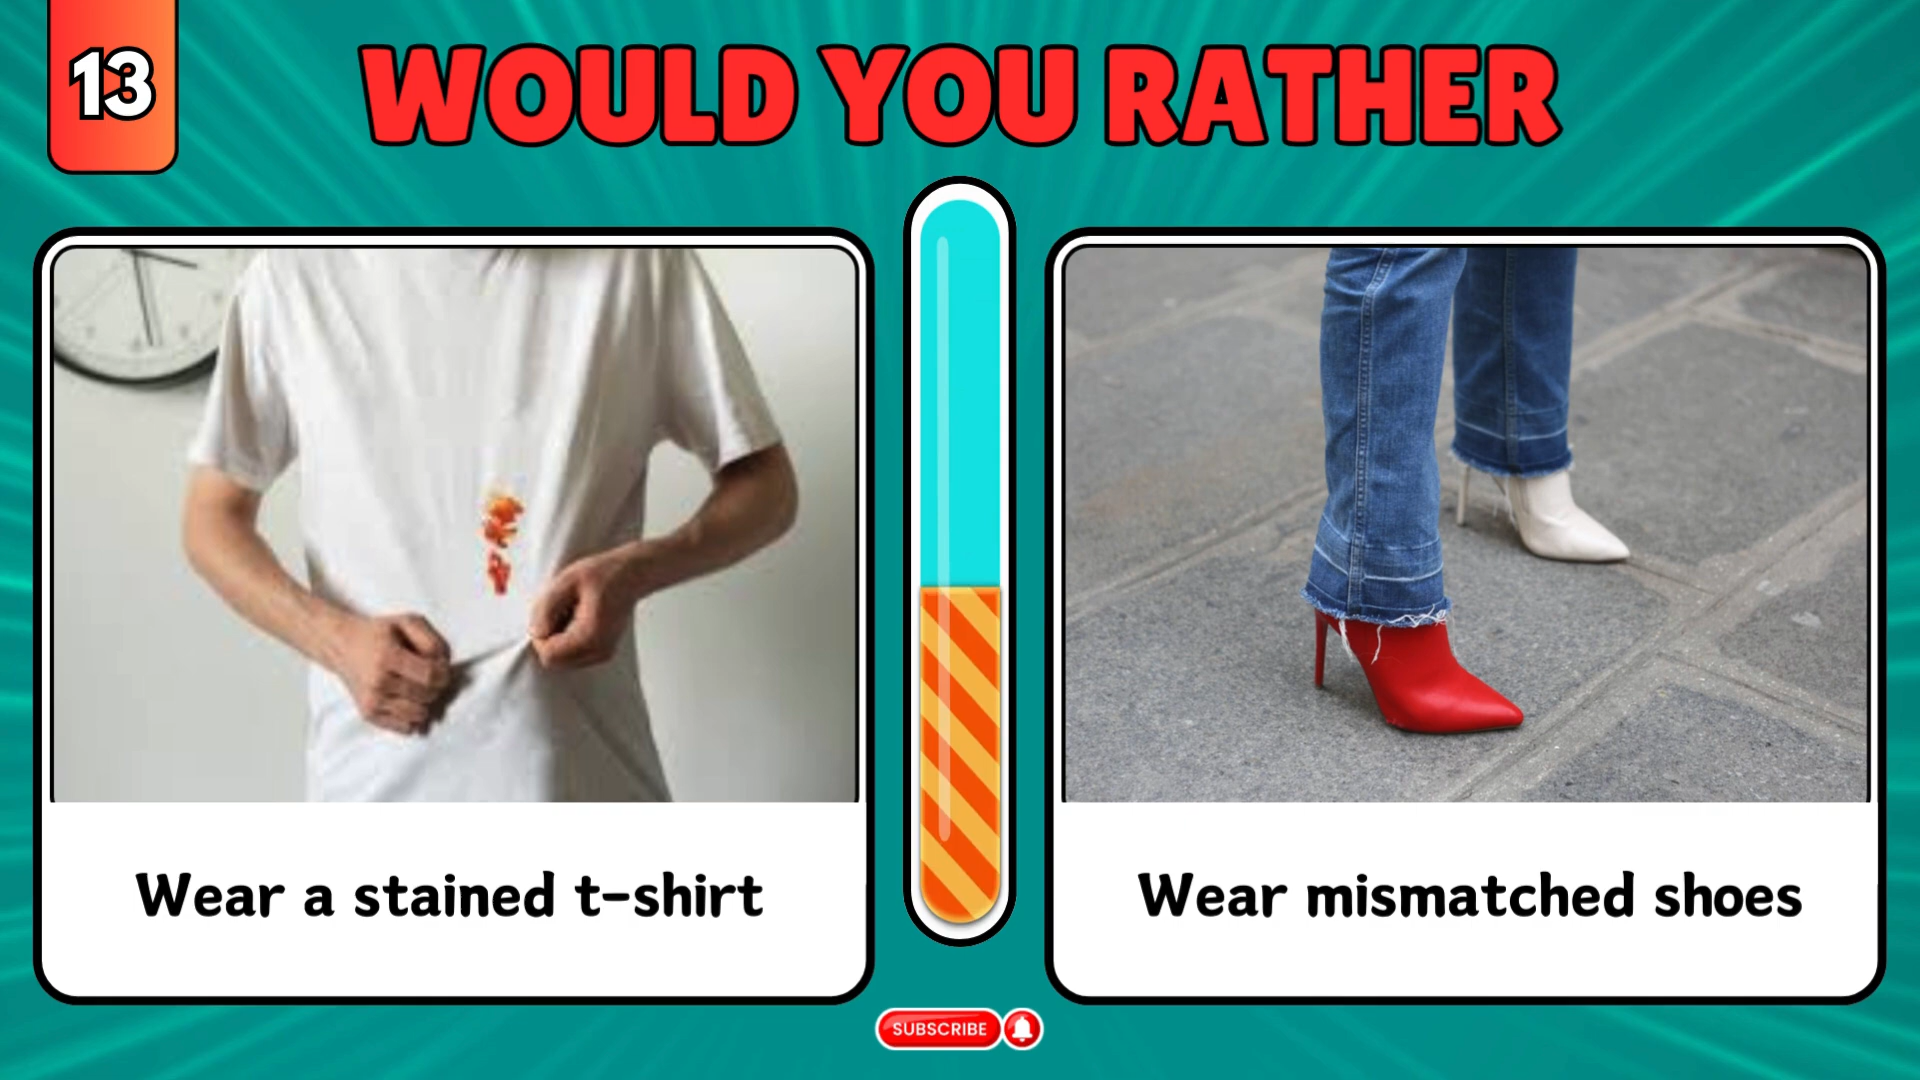 13
WOULD YOU RATHER
Wear a stained t-shirt
Wear mismatched shoes
SUBSCRIBE